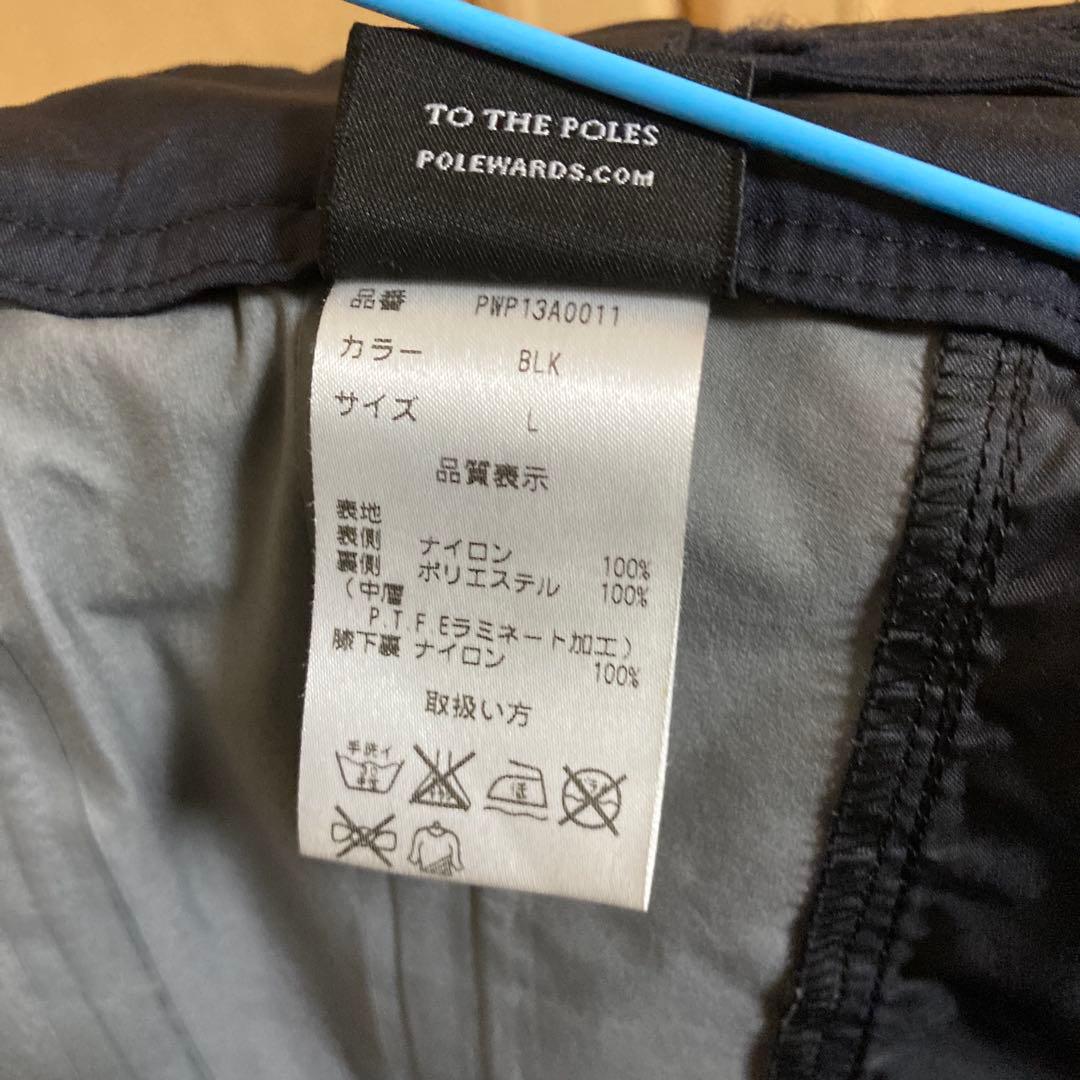 TO THE POLES
POLEWARDS.COM
品番 PWP13A0011
カラー BLK
サイズ L
品質表示
表地
表側 ナイロン 100%
裏側 ポリエステル 100%
(中層
P.T.F.Eラミネート加工)
膝下裏 ナイロン 100%
取扱い方
手洗イ